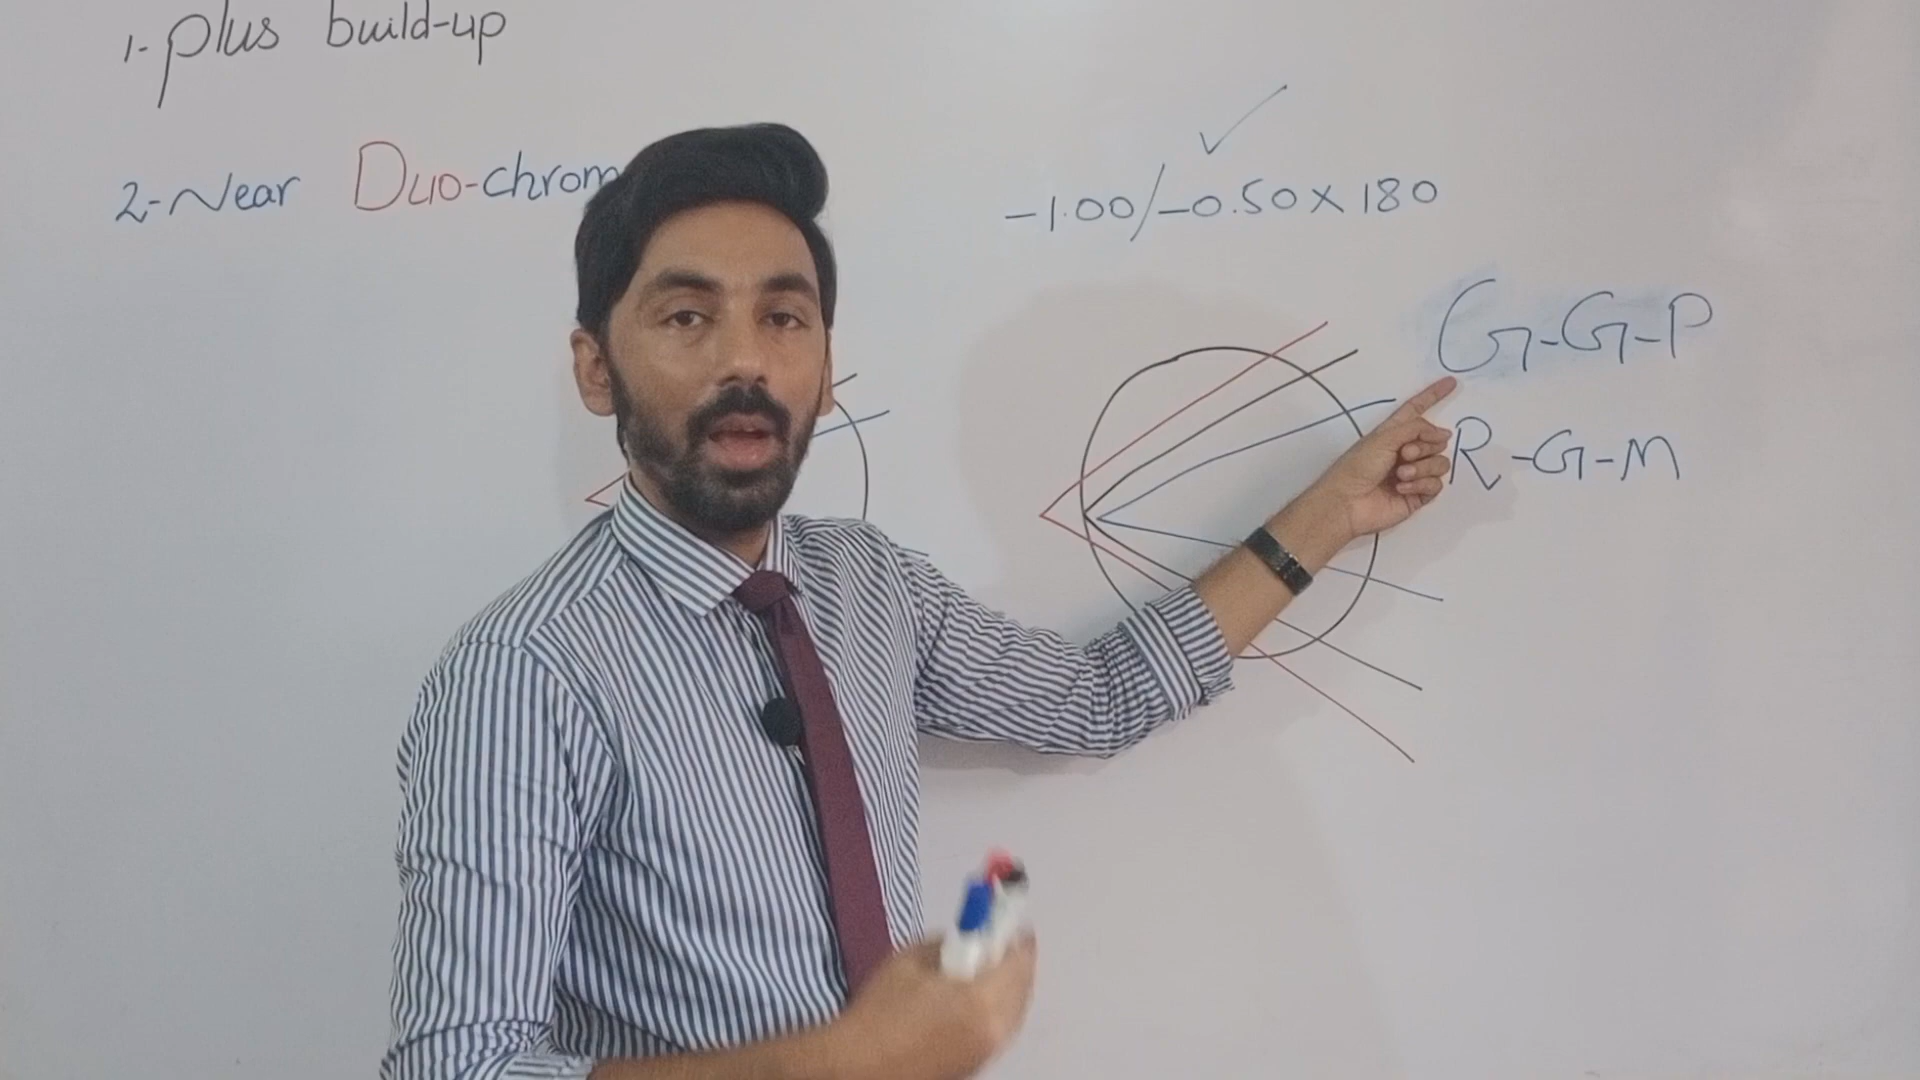 1- Plus build-up
2- Near Duo-chrom
-1.00/-0.50 x 180
G-G-P
R-G-M